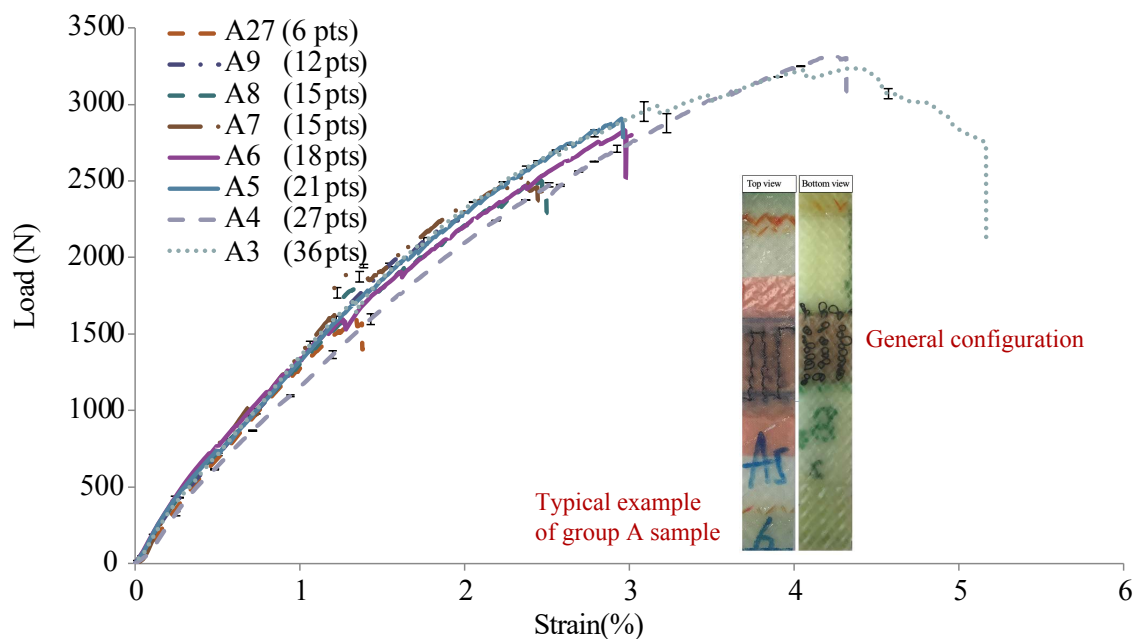 3500
3000
2500
2000
1500
1000
500
0
Load (N)
A27 (6 pts)
A9 (12pts)
A8 (15pts)
A7 (15pts)
A6 (18pts)
A5 (21pts)
A4 (27pts)
A3 (36pts)
Top view
Bottom view
General configuration
A5
Typical example
of group A sample
0
1
2
3
4
5
6
Strain(%)